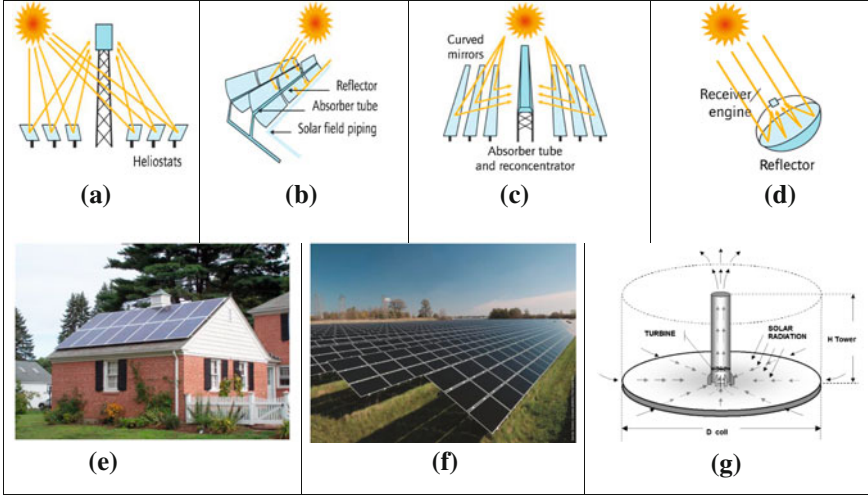 Heliostats
(a)
Reflector
Absorber tube
Solar field piping
(b)
Curved
mirrors
Absorber tube
and reconcentrator
(c)
Receiver
engine
Reflector
(d)
(e)
(f)
TURBINE
SOLAR
RADIATION
H Tower
D coll
(g)